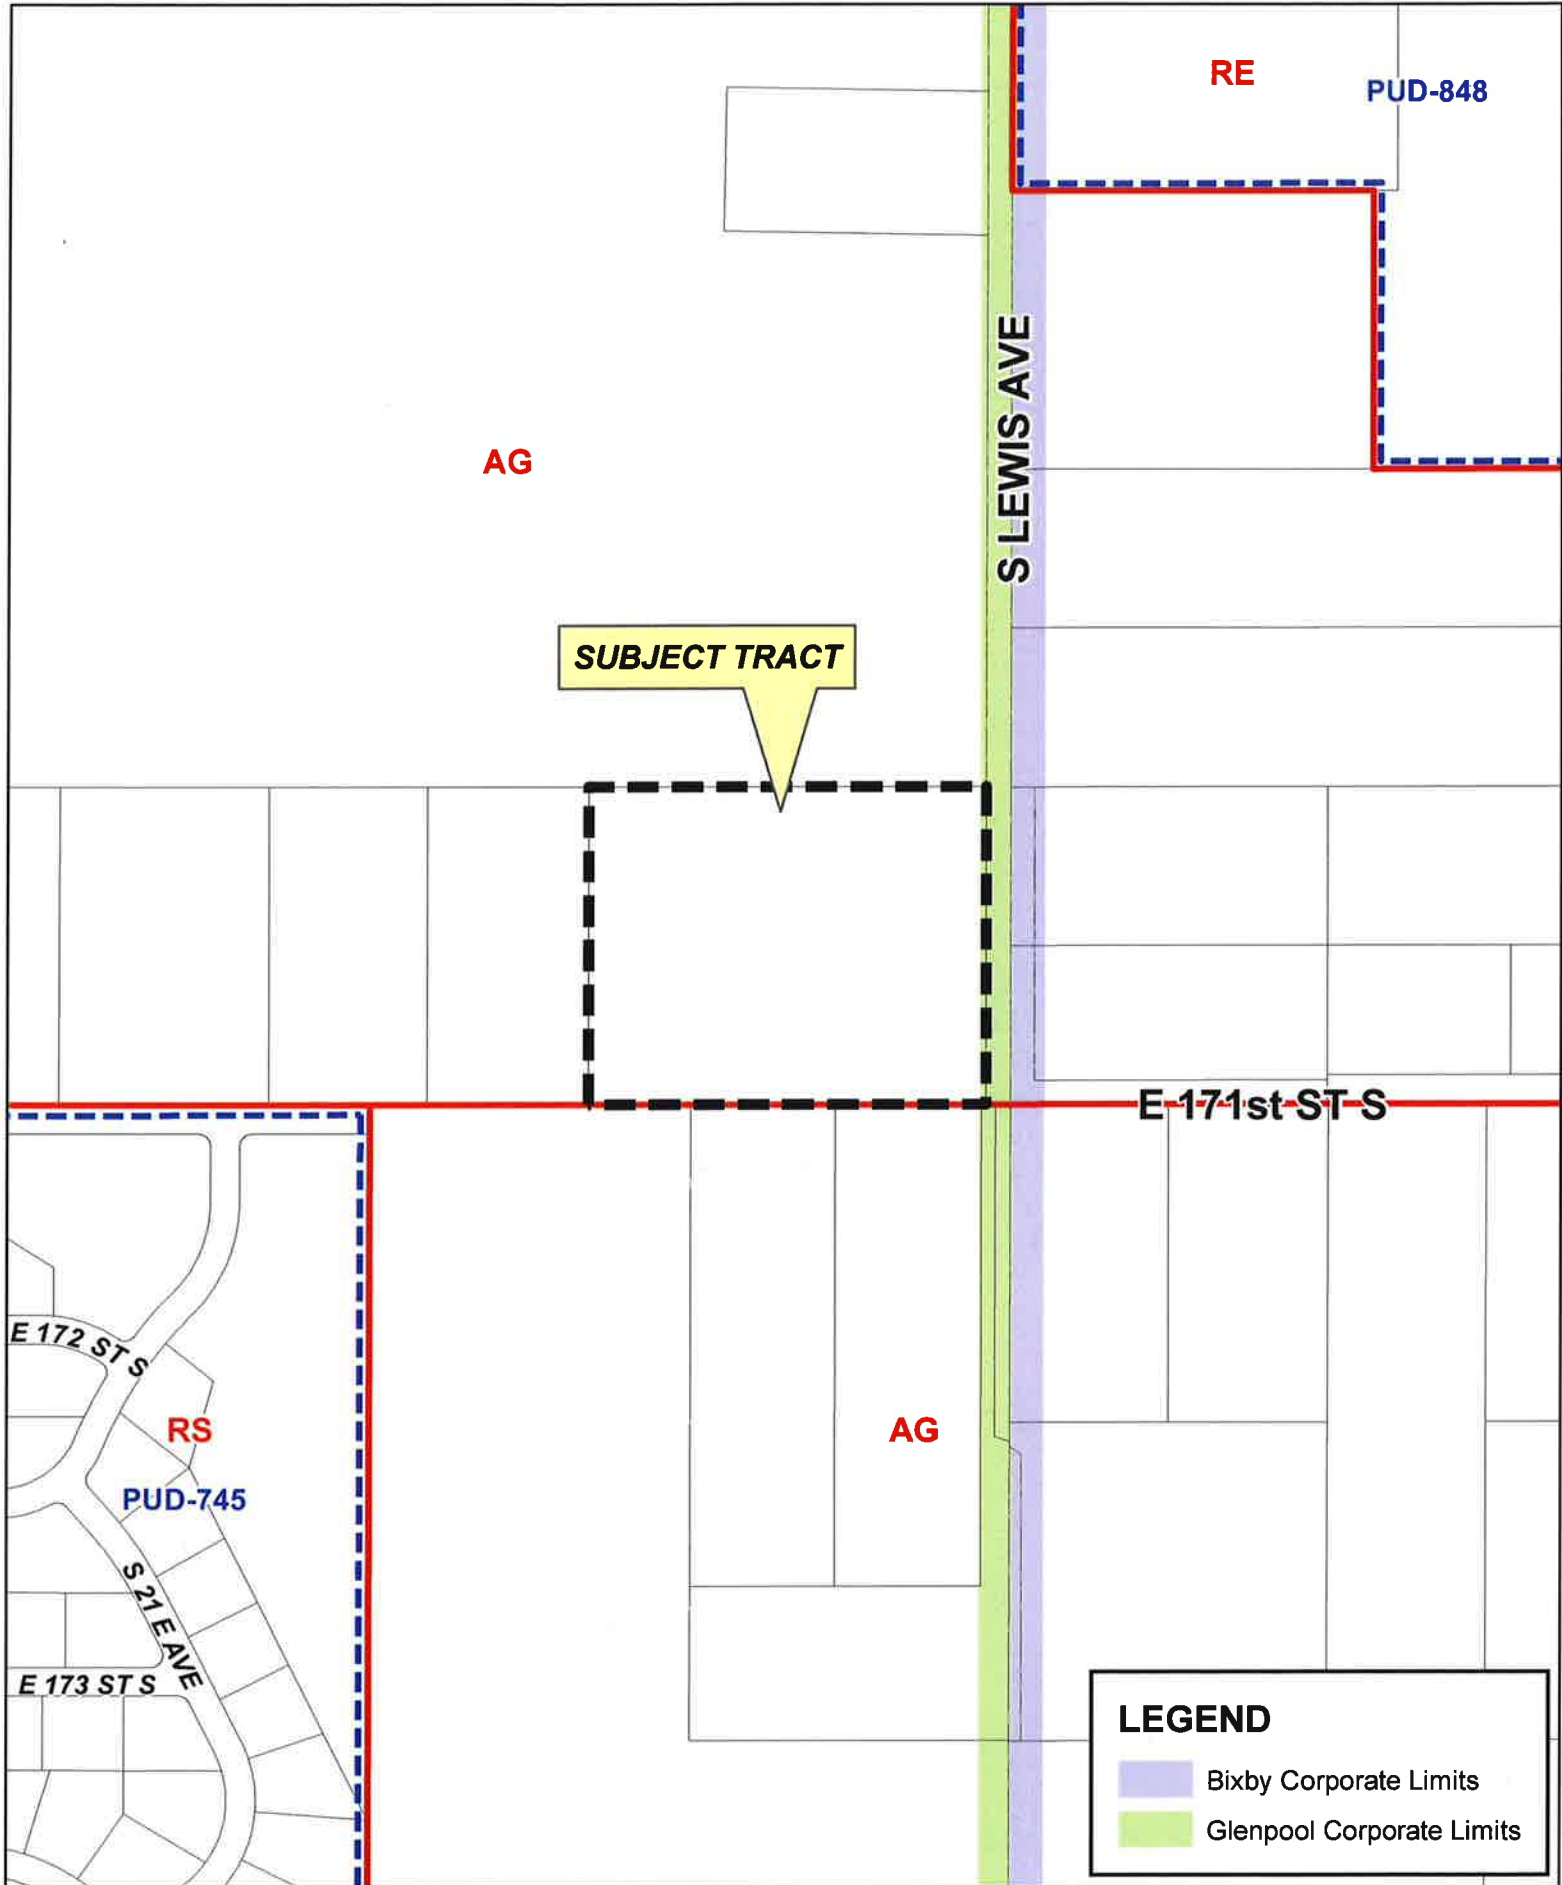 RE
PUD-848
S LEWIS AVE
AG
SUBJECT TRACT
E 171st ST S
E 172 ST S
RS
AG
PUD-745
S 21 E AVE
E 173 ST S
LEGEND
Bixby Corporate Limits
Glenpool Corporate Limits